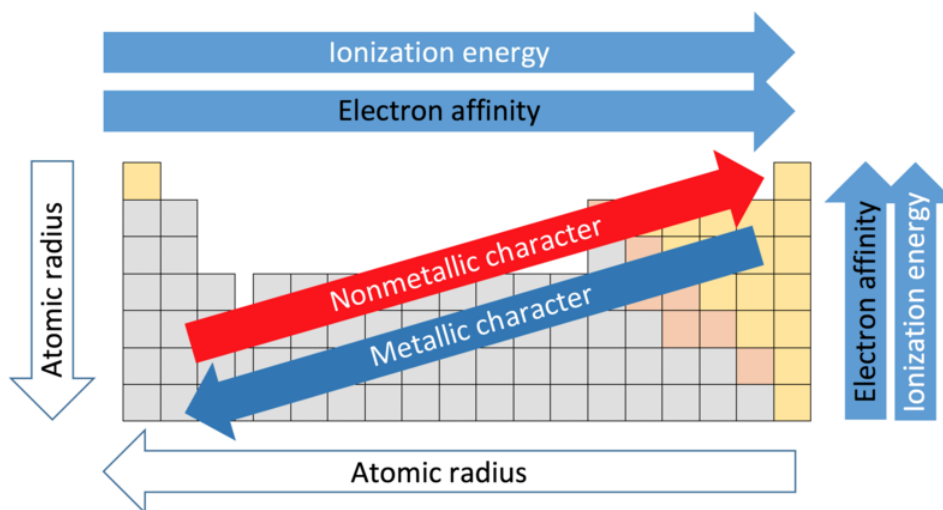 Ionization energy
Electron affinity
Atomic radius
Nonmetallic character
Metallic character
Electron affinity
Ionization energy
Atomic radius